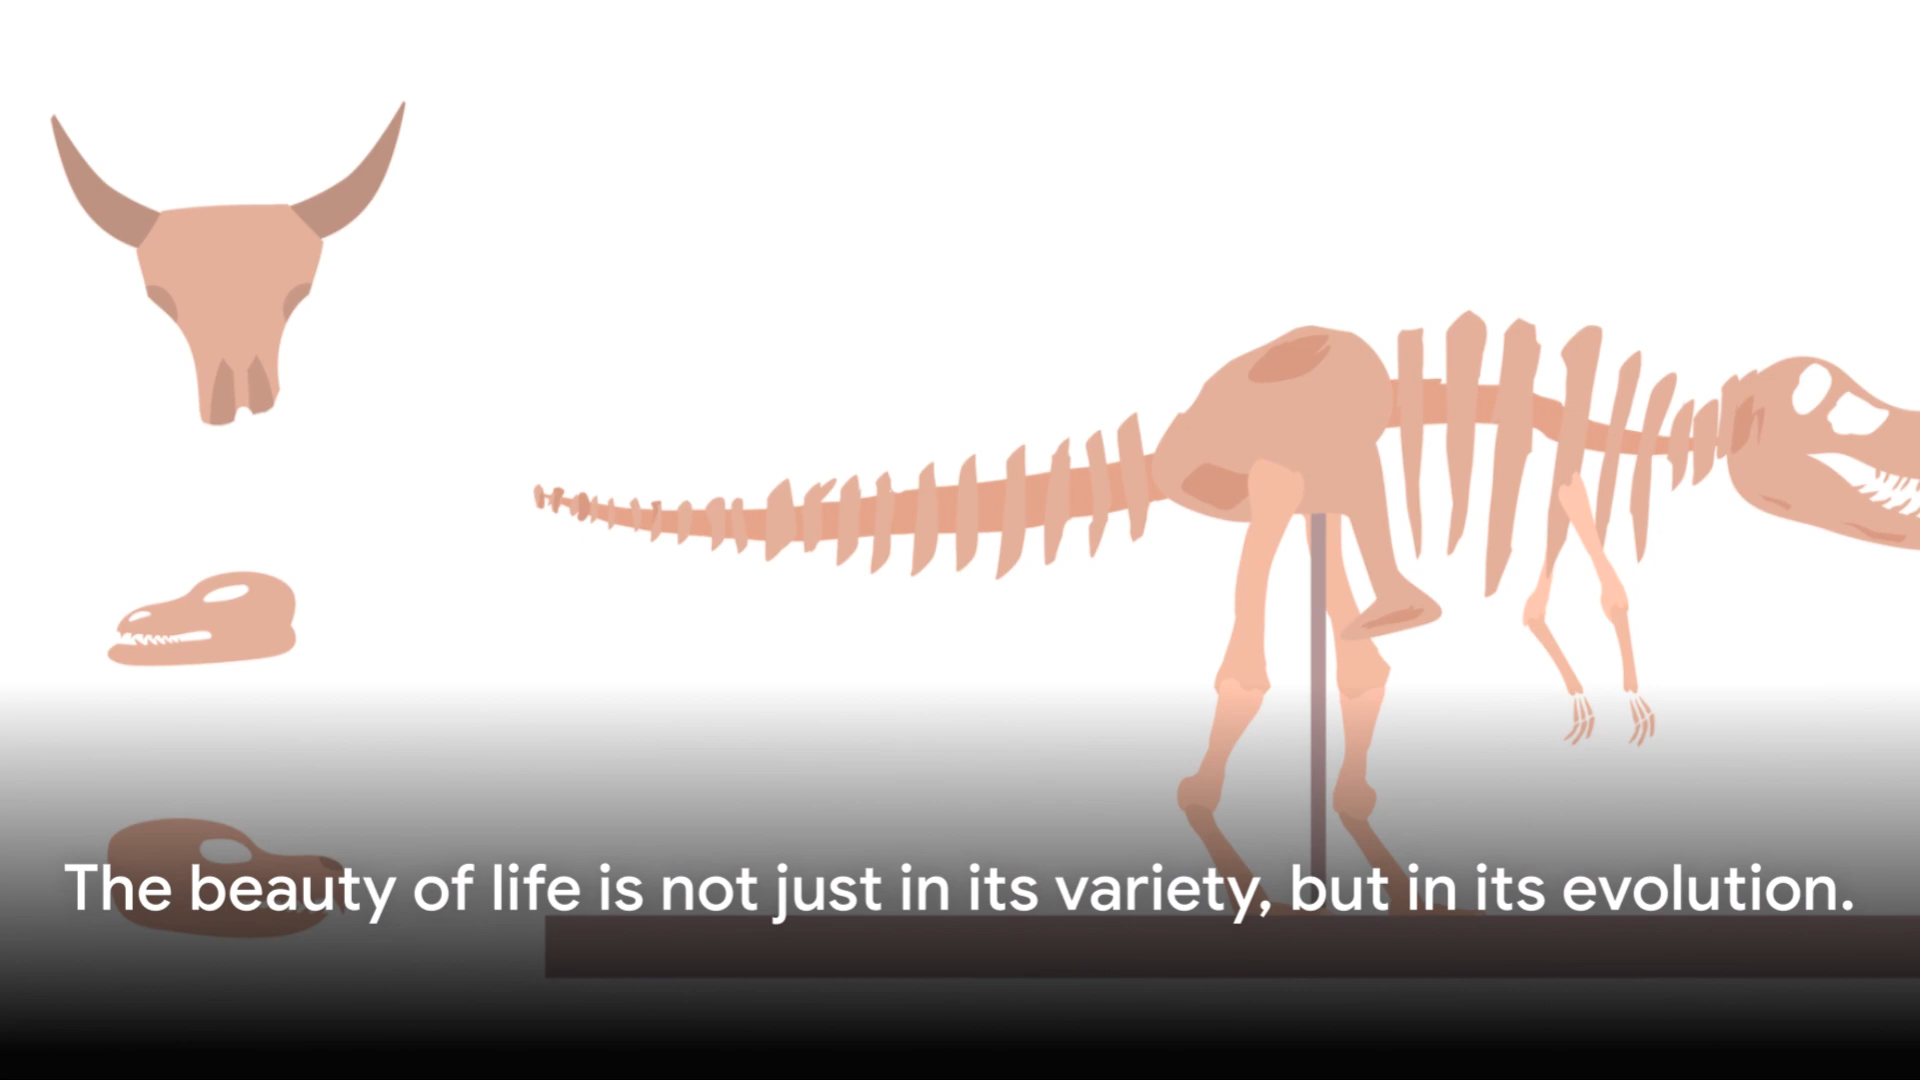 The beauty of life is not just in its variety, but in its evolution.